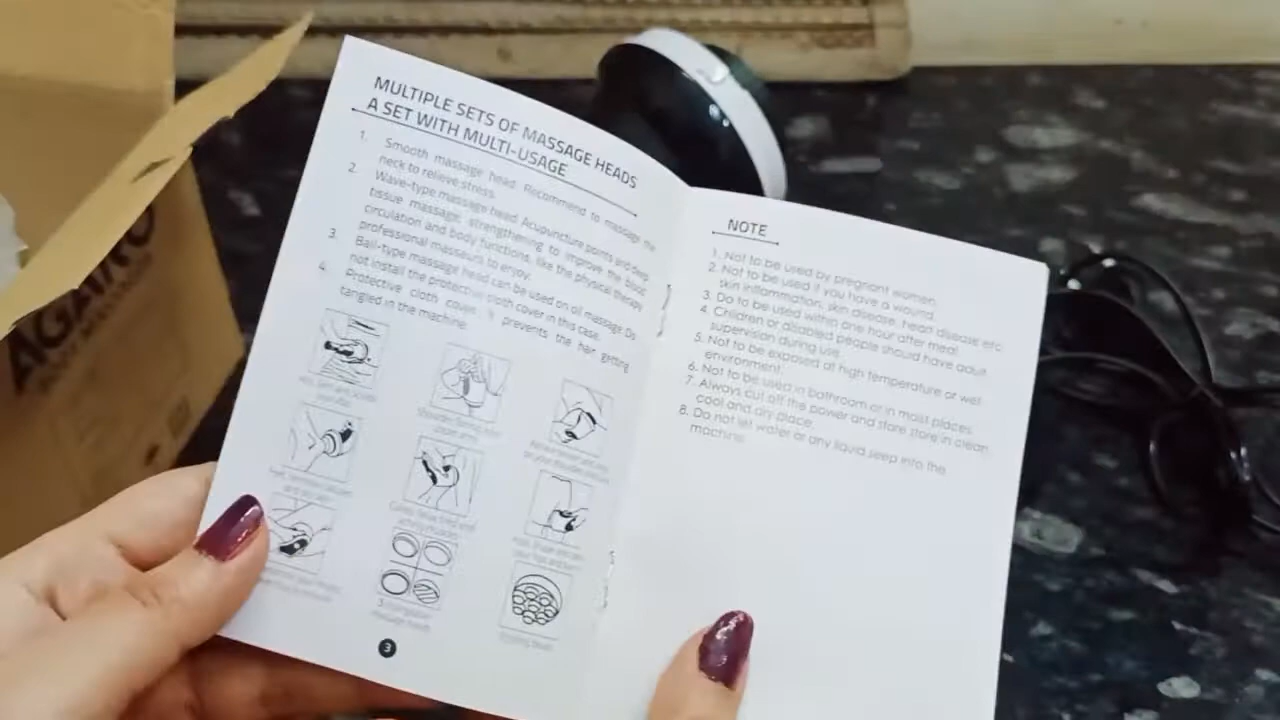 AGARO
MULTIPLE SETS OF MASSAGE HEADS
A SET WITH MULTI-USAGE
1. Smooth massage head. Recommend to massage the
neck to relieve stress.
2. Wave-type massage head Acupuncture points and deep
tissue massage, strengthening to improve the blood
circulation and body functions, like the physical therapy
professional massaurs to enjoy.
3. Ball-type massage head can be used on oil massage. Do
not install the protective cloth cover in this case.
4. Protective cloth cover. It prevents the hair getting
tangled in the machine.
3
NOTE
1. Not to be used by pregnant women.
2. Not to be used if you have a wound,
skin inflammation, skin disease, head disease etc.
3. Do to be used within one hour after meal
4. Children or disabled people should have adult
supervision during use.
5. Not to be exposed at high temperature or wet
environment.
6. Not to be used in bathroom or in moist places.
7. Always cut off the power and store store in clean
cool and dry place.
8. Do not let water or any liquid seep into the
machine.